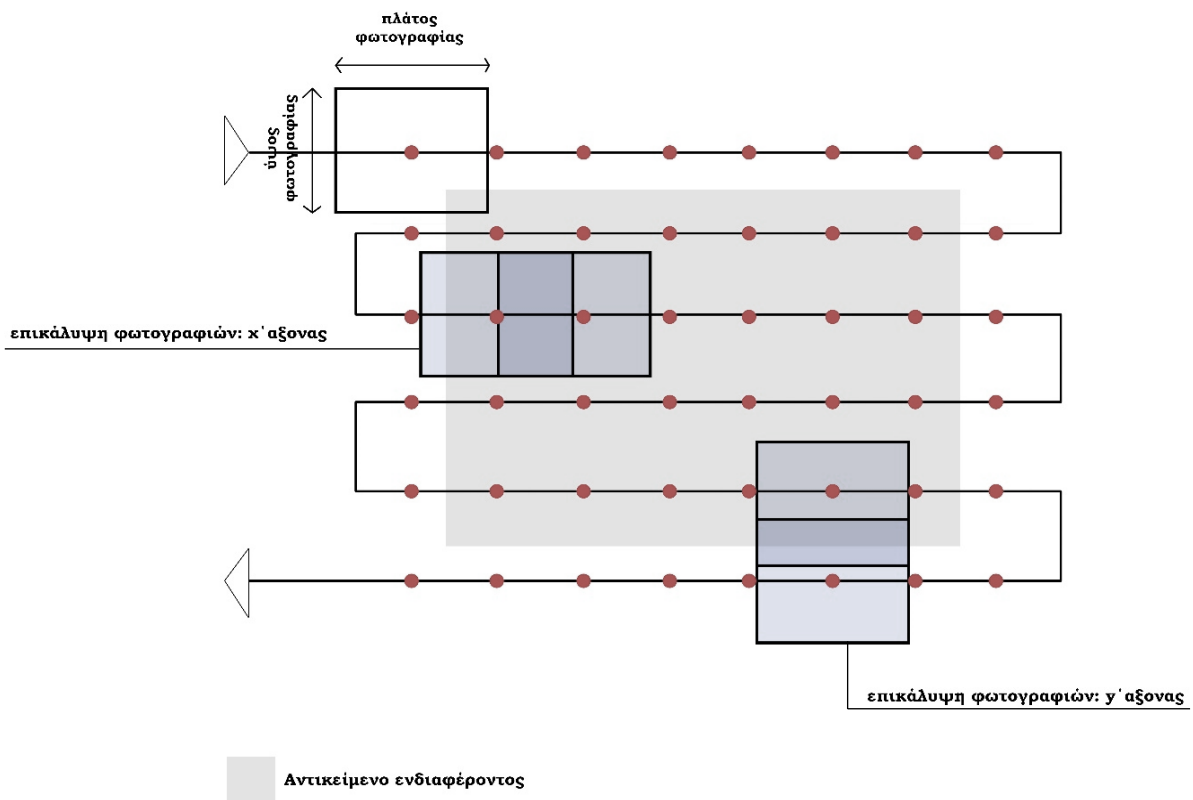 πλάτος
φωτογραφίας
ύψος
φωτογραφίας
επικάλυψη φωτογραφιών: x΄αξονας
επικάλυψη φωτογραφιών: y΄αξονας
Αντικείμενο ενδιαφέροντος